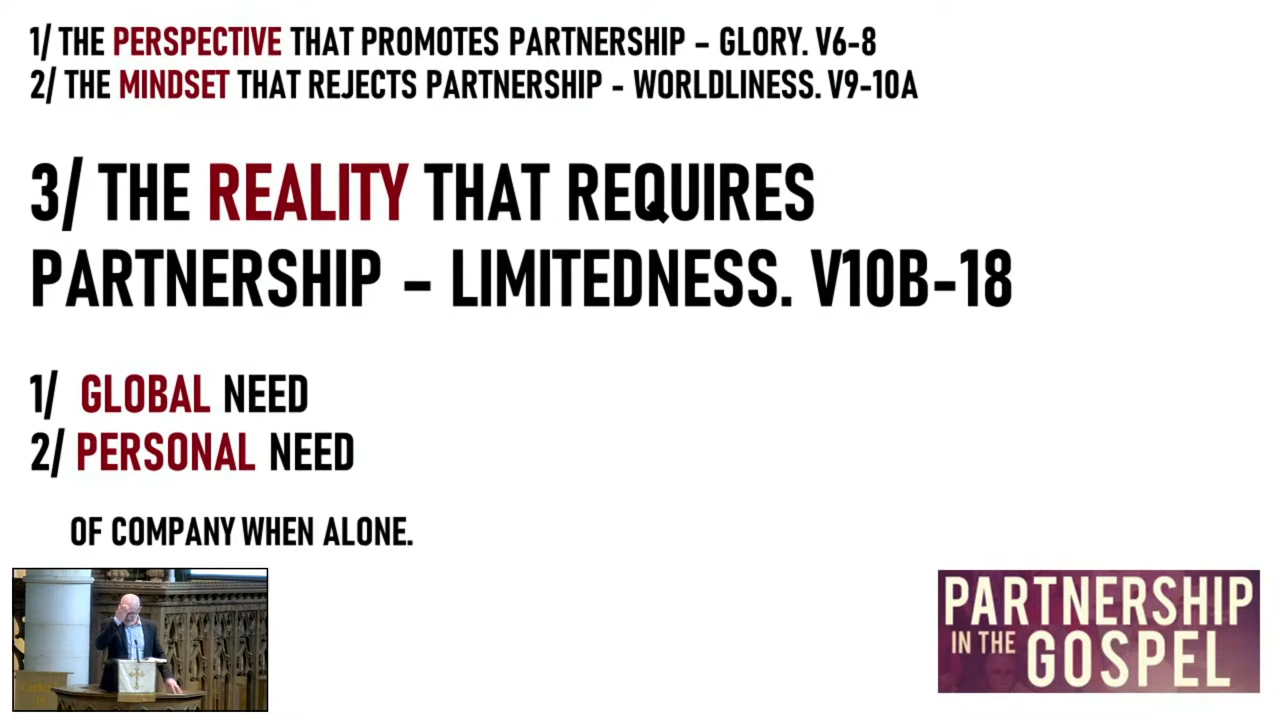 1/ THE PERSPECTIVE THAT PROMOTES PARTNERSHIP – GLORY. V6-8
2/ THE MINDSET THAT REJECTS PARTNERSHIP - WORLDLINESS. V9-10A
3/ THE REALITY THAT REQUIRES
PARTNERSHIP – LIMITEDNESS. V10B-18
1/ GLOBAL NEED
2/ PERSONAL NEED
OF COMPANY WHEN ALONE.
PARTNERSHIP
IN THE
GOSPEL